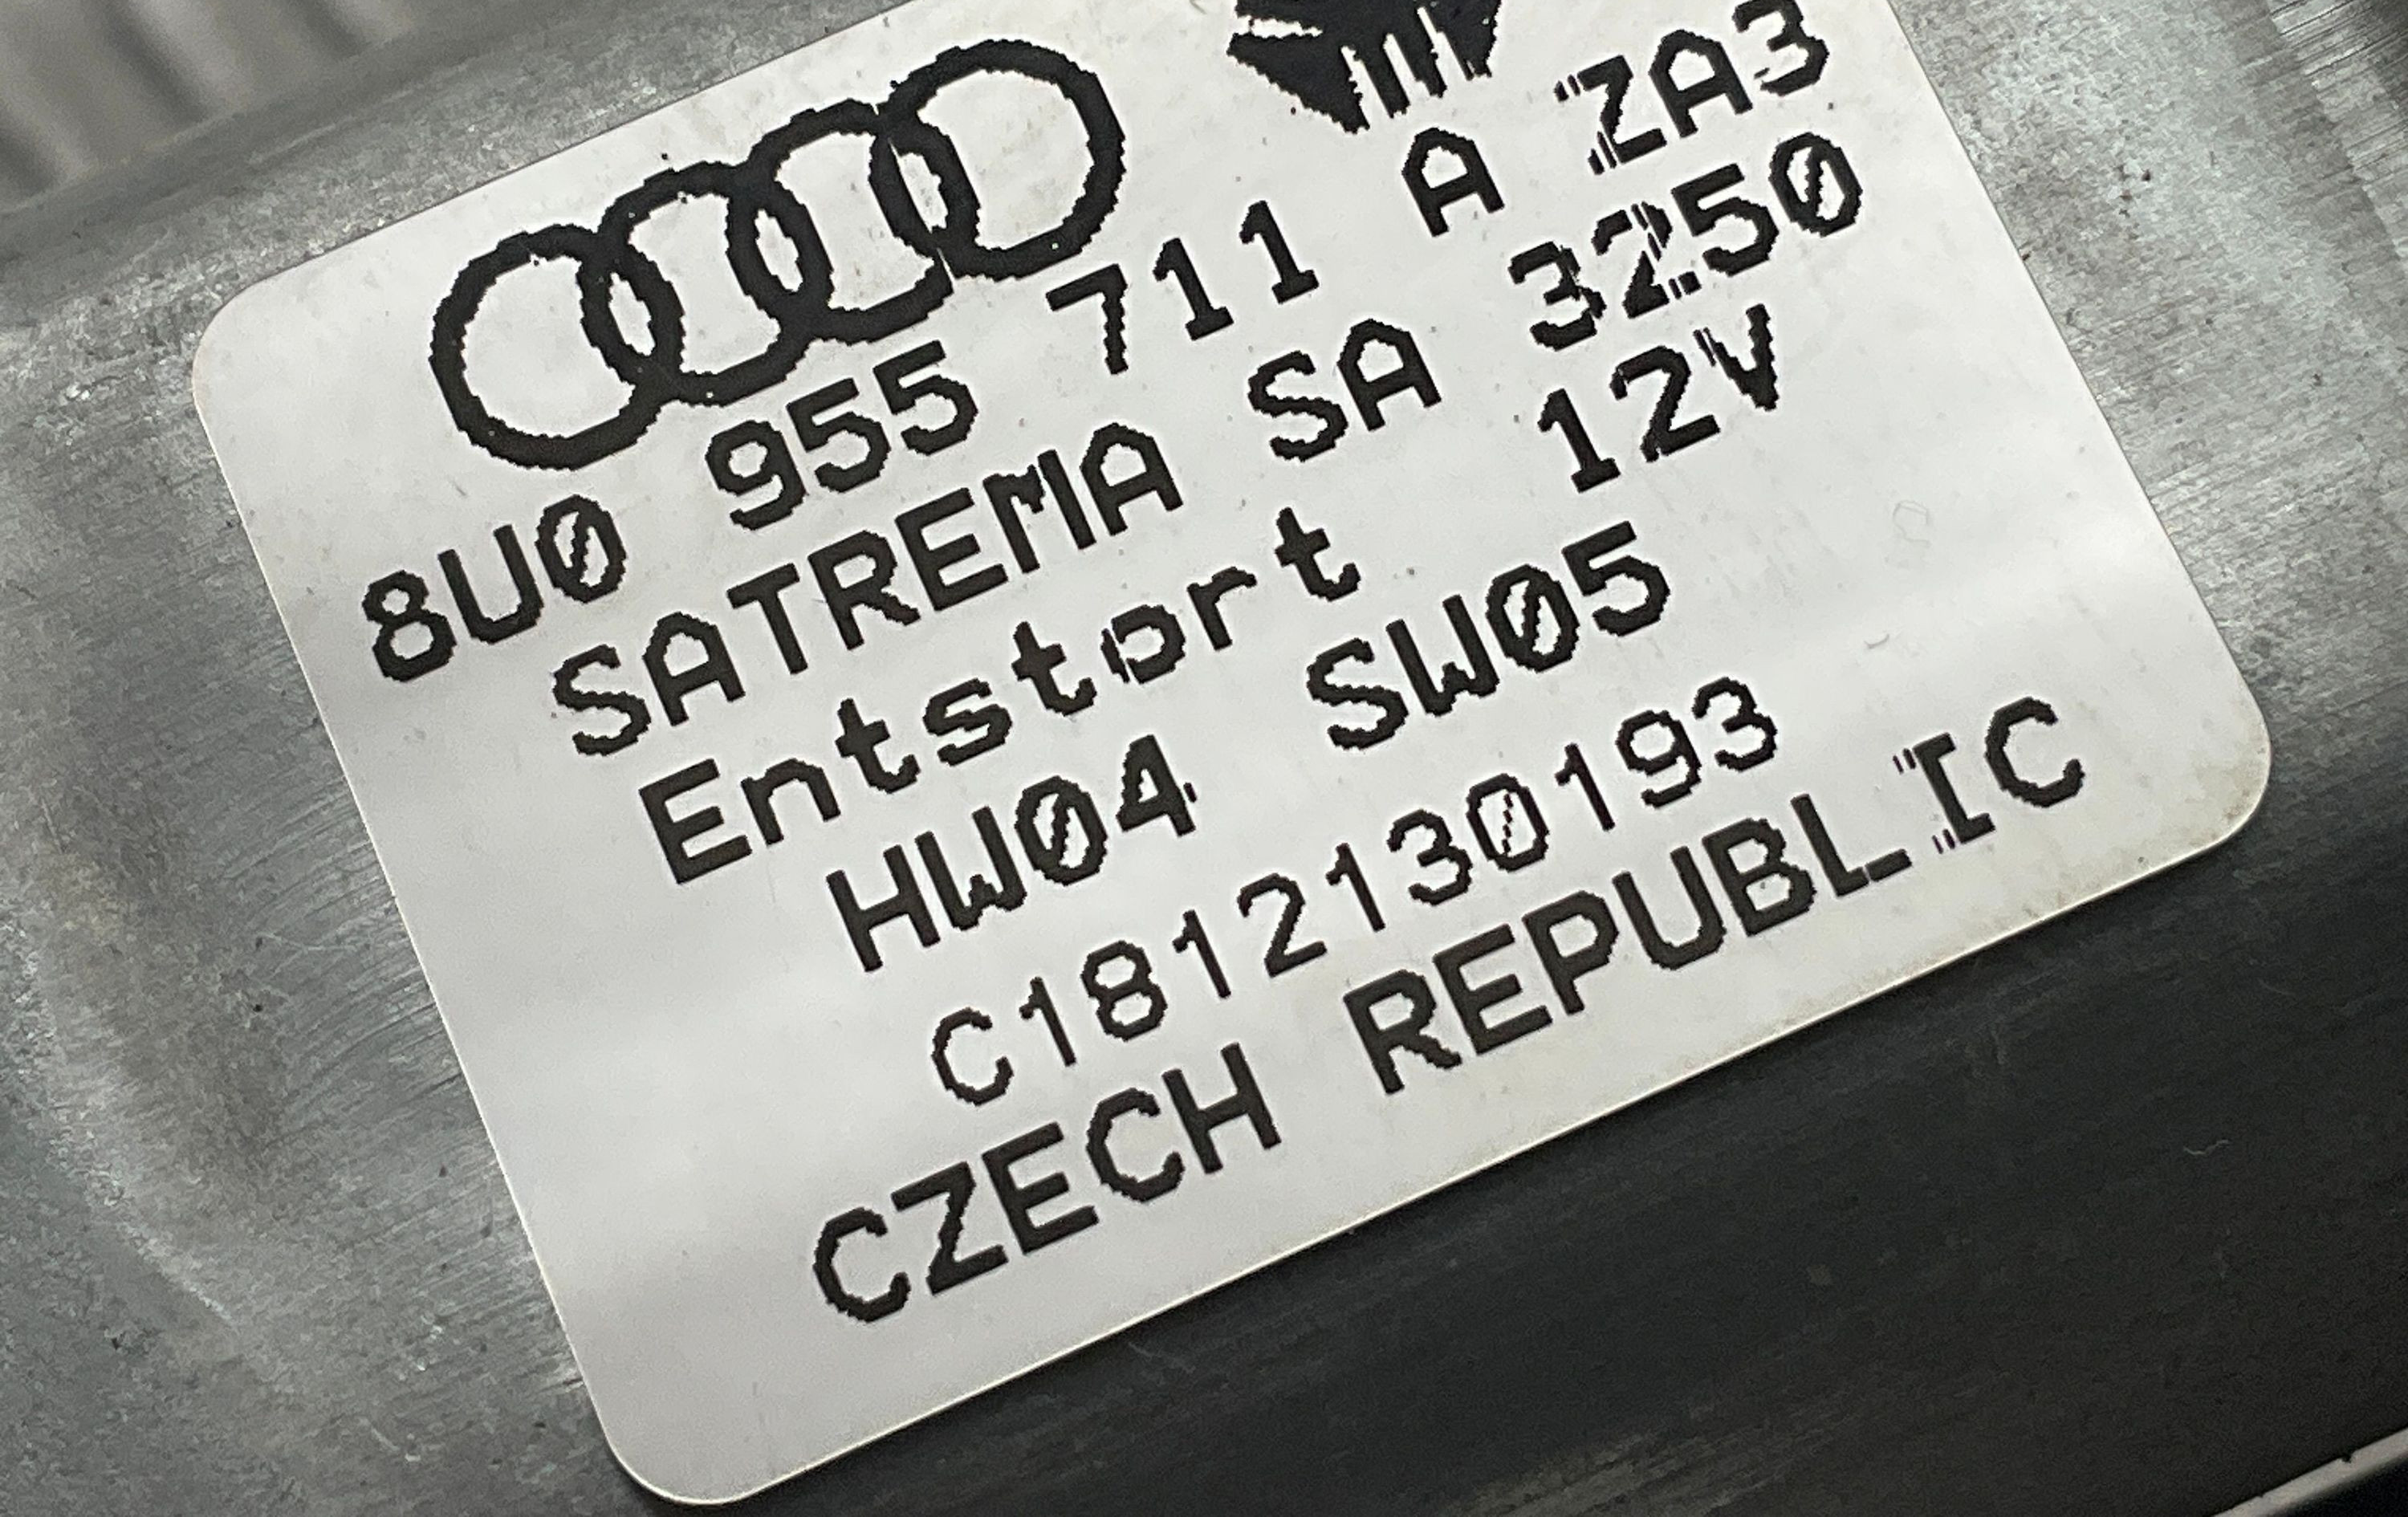 8U0 955 711 A ZA3
SATREMA SA 3250
Entstort 12V
HW04 SW05
C1812130193
CZECH REPUBLIC